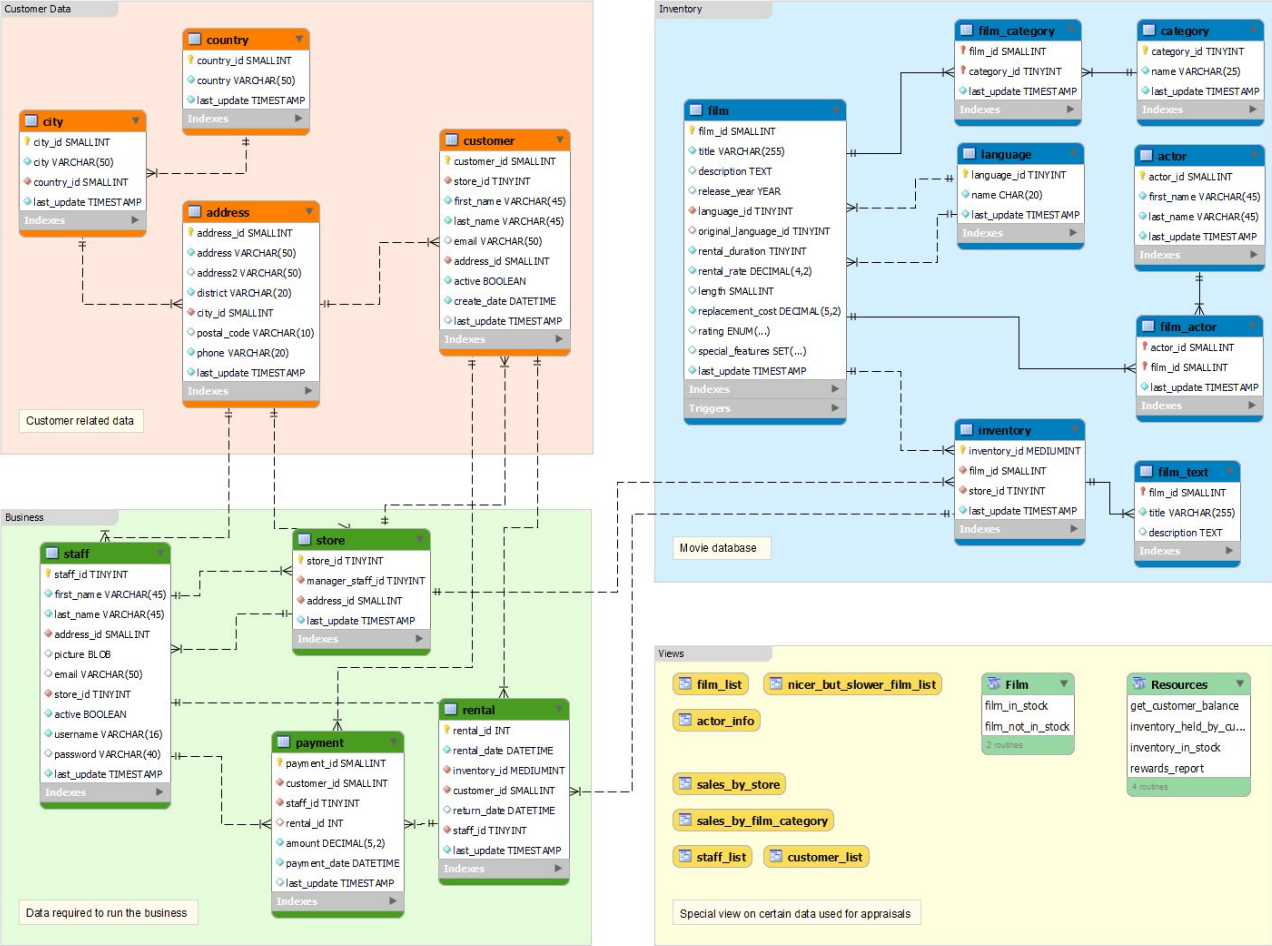 Customer Data
country
country_id SMALLINT
country VARCHAR(50)
last_update TIMESTAMP
Indexes
city
city_id SMALLINT
city VARCHAR(50)
country_id SMALLINT
last_update TIMESTAMP
Indexes
address
address_id SMALLINT
address VARCHAR(50)
address2 VARCHAR(50)
district VARCHAR(20)
city_id SMALLINT
postal_code VARCHAR(10)
phone VARCHAR(20)
last_update TIMESTAMP
Indexes
customer
customer_id SMALLINT
store_id TINYINT
first_name VARCHAR(45)
last_name VARCHAR(45)
email VARCHAR(50)
address_id SMALLINT
active BOOLEAN
create_date DATETIME
last_update TIMESTAMP
Indexes
Customer related data
Inventory
film
film_id SMALLINT
title VARCHAR(255)
description TEXT
release_year YEAR
language_id TINYINT
original_language_id TINYINT
rental_duration TINYINT
rental_rate DECIMAL(4,2)
length SMALLINT
replacement_cost DECIMAL(5,2)
rating ENUM(...)
special_features SET(...)
last_update TIMESTAMP
Indexes
Triggers
film_category
film_id SMALLINT
category_id TINYINT
last_update TIMESTAMP
Indexes
category
category_id TINYINT
name VARCHAR(25)
last_update TIMESTAMP
Indexes
language
language_id TINYINT
name CHAR(20)
last_update TIMESTAMP
Indexes
actor
actor_id SMALLINT
first_name VARCHAR(45)
last_name VARCHAR(45)
last_update TIMESTAMP
Indexes
film_actor
actor_id SMALLINT
film_id SMALLINT
last_update TIMESTAMP
Indexes
inventory
inventory_id MEDIUMINT
film_id SMALLINT
store_id TINYINT
last_update TIMESTAMP
Indexes
film_text
film_id SMALLINT
title VARCHAR(255)
description TEXT
Indexes
Movie database
Business
staff
staff_id TINYINT
first_name VARCHAR(45)
last_name VARCHAR(45)
address_id SMALLINT
picture BLOB
email VARCHAR(50)
store_id TINYINT
active BOOLEAN
username VARCHAR(16)
password VARCHAR(40)
last_update TIMESTAMP
Indexes
store
store_id TINYINT
manager_staff_id TINYINT
address_id SMALLINT
last_update TIMESTAMP
Indexes
payment
payment_id SMALLINT
customer_id SMALLINT
staff_id TINYINT
rental_id INT
amount DECIMAL(5,2)
payment_date DATETIME
last_update TIMESTAMP
Indexes
rental
rental_id INT
rental_date DATETIME
inventory_id MEDIUMINT
customer_id SMALLINT
return_date DATETIME
staff_id TINYINT
last_update TIMESTAMP
Indexes
Data required to run the business
Views
film_list
nicer_but_slower_film_list
actor_info
sales_by_store
sales_by_film_category
staff_list
customer_list
Film
film_in_stock
film_not_in_stock
2 routines
Resources
get_customer_balance
inventory_held_by_cu...
inventory_in_stock
rewards_report
4 routines
Special view on certain data used for appraisals